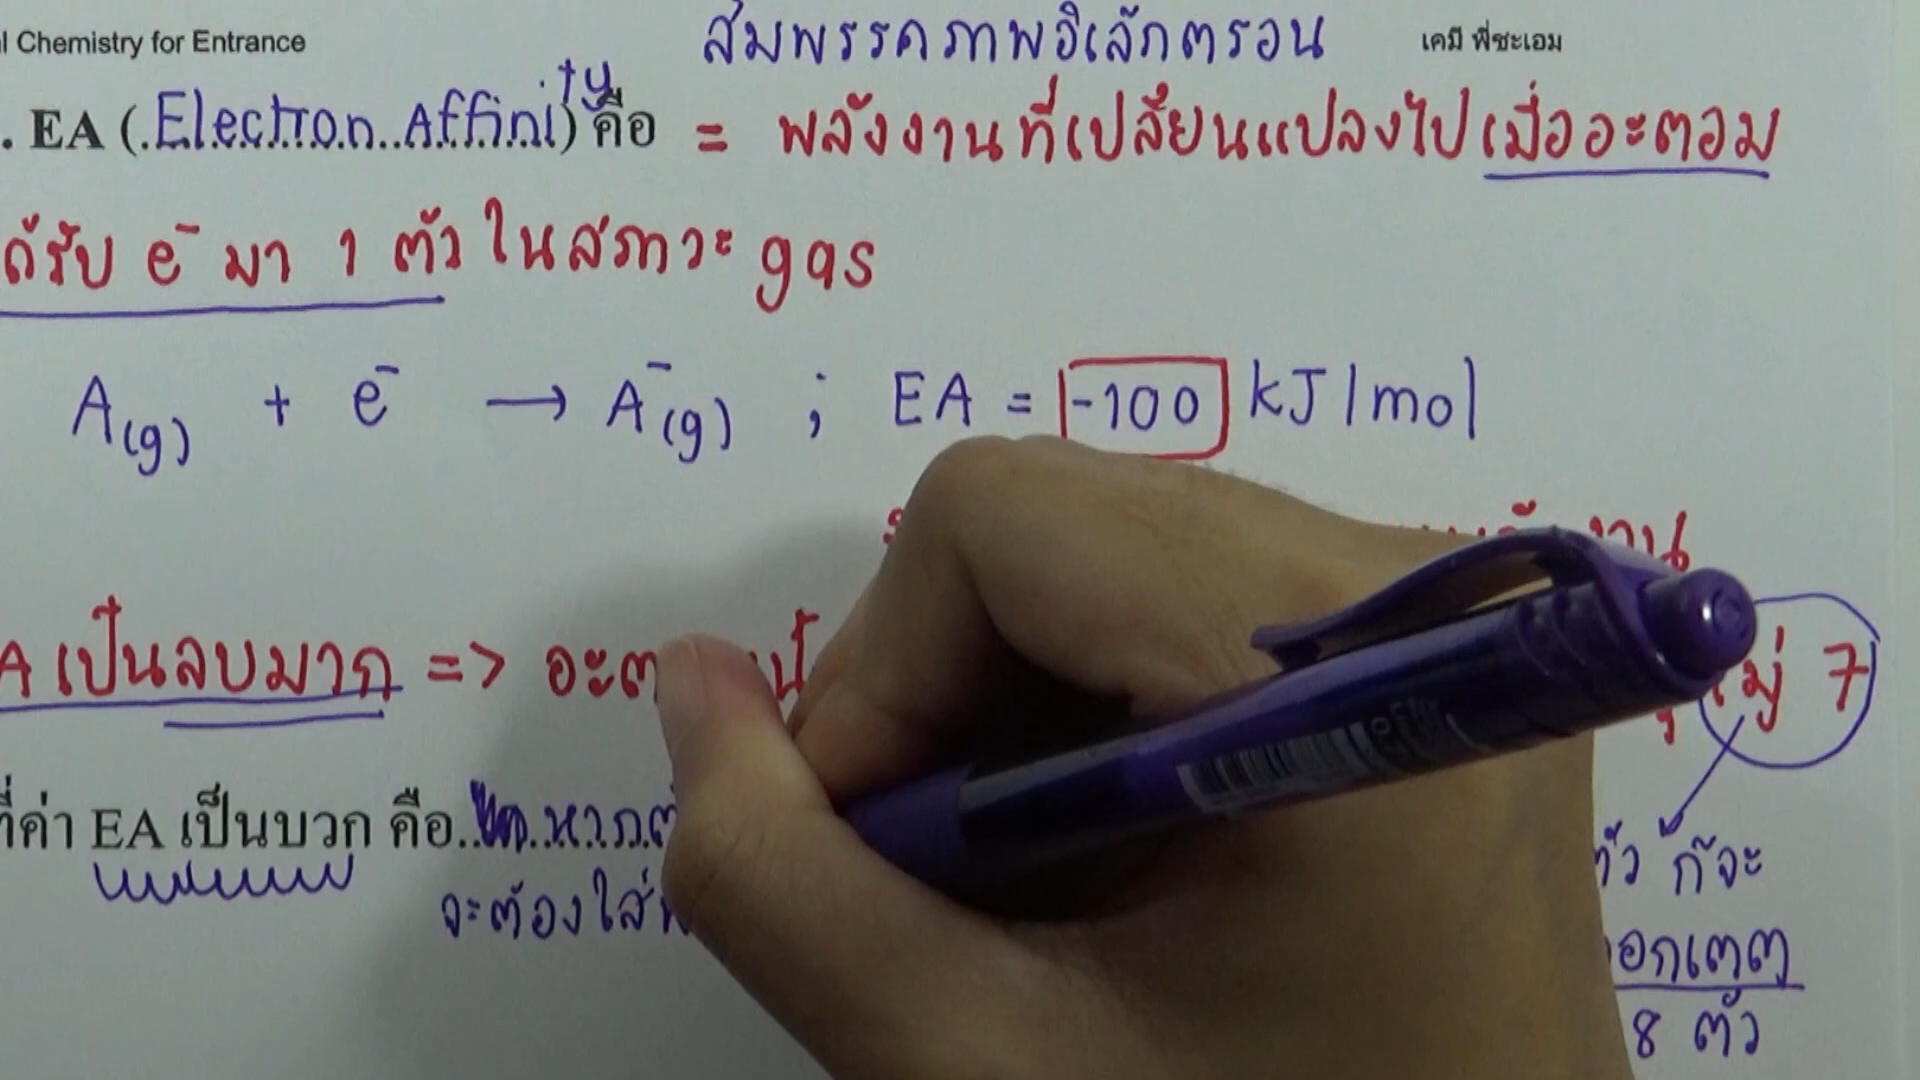 l Chemistry for Entrance
สัมพรรคภาพอิเล็กตรอน
เคมี พี่ชะเอม
. EA (.Electron Affinity) คือ = พลังงานที่เปลี่ยนแปลงไปเมื่ออะตอม
ได้รับ e⁻ มา 1 ตัว ในสภาวะ gas
A(g) + e⁻ → A⁻(g) ; EA = -100 kJ/mol
งาน
A เป็นลบมาก => หมู่ 7
ที่ค่า EA เป็นบวก คือ
ตัว ก็จะ
จะต้องใส่
ออกเตต
8 ตัว